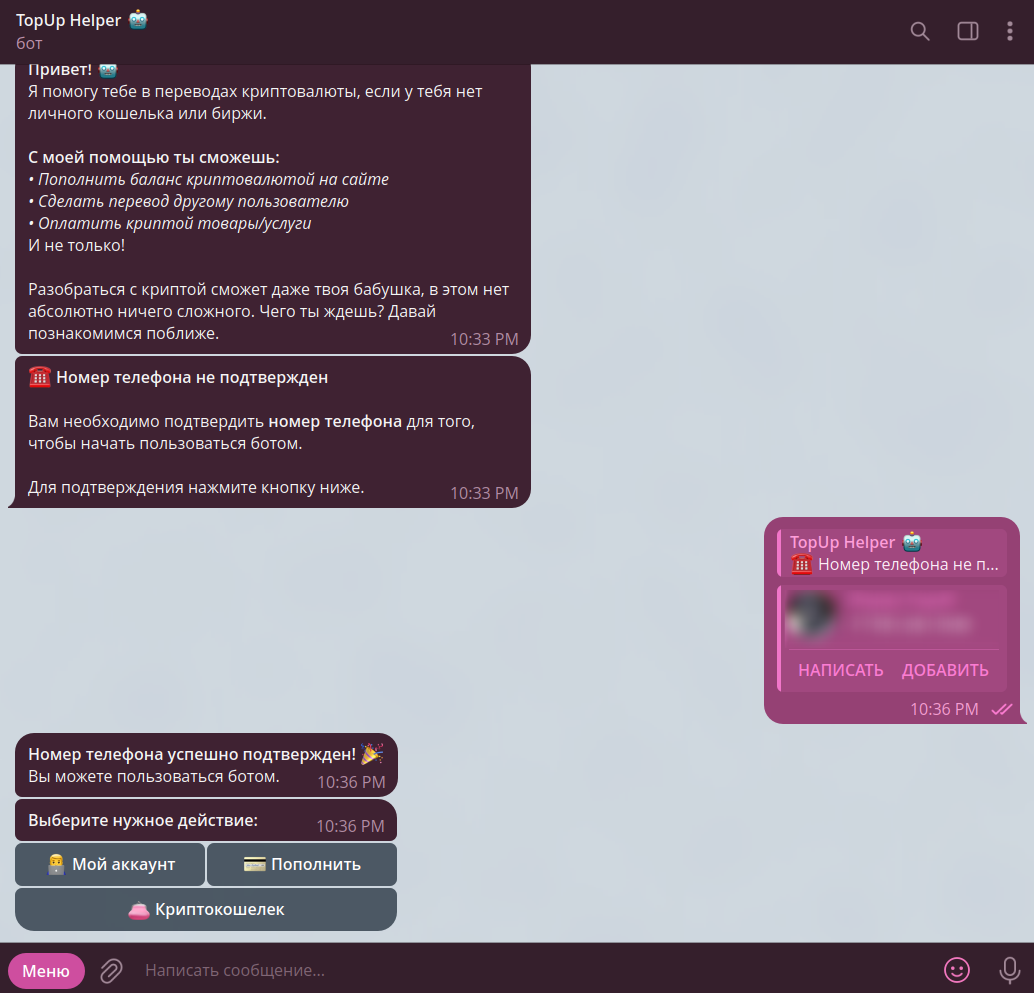 TopUp Helper 🤖
бот
Привет! 🤖
Я помогу тебе в переводах криптовалюты, если у тебя нет
личного кошелька или биржи.
С моей помощью ты сможешь:
• Пополнить баланс криптовалютой на сайте
• Сделать перевод другому пользователю
• Оплатить криптой товары/услуги
И не только!
Разобраться с криптой сможет даже твоя бабушка, в этом нет
абсолютно ничего сложного. Чего ты ждешь? Давай
познакомимся поближе.
10:33 PM
☎️ Номер телефона не подтвержден
Вам необходимо подтвердить номер телефона для того,
чтобы начать пользоваться ботом.
Для подтверждения нажмите кнопку ниже.
10:33 PM
TopUp Helper 🤖
☎️ Номер телефона не п...
НАПИСАТЬ ДОБАВИТЬ
10:36 PM
Номер телефона успешно подтвержден! 🎉
Вы можете пользоваться ботом.
10:36 PM
Выберите нужное действие:
10:36 PM
👨‍💻 Мой аккаунт
💳 Пополнить
👛 Криптокошелек
Меню
Написать сообщение...